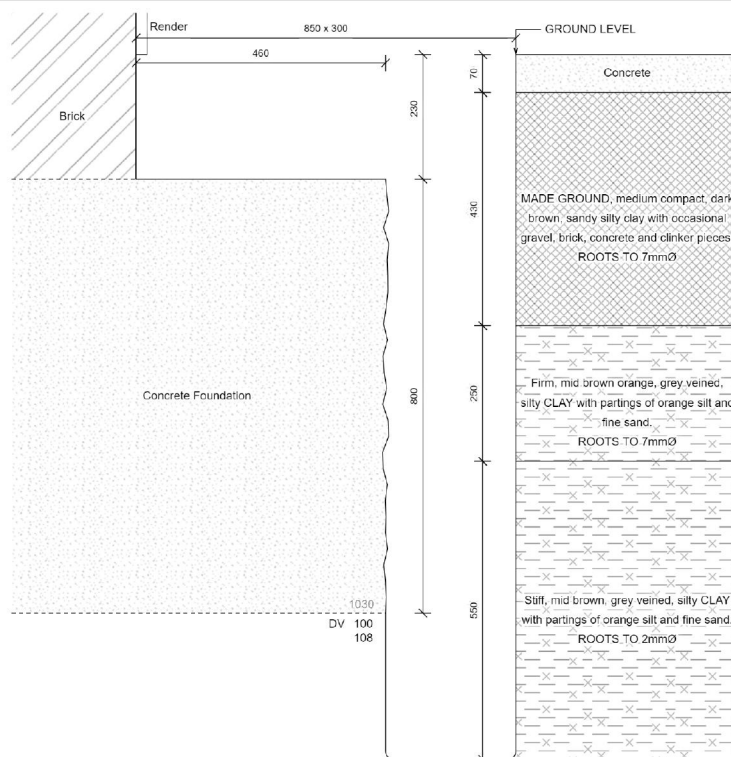 Render
850 x 300
GROUND LEVEL
460
70
Concrete
Brick
230
MADE GROUND, medium compact, dark
brown, sandy silty clay with occasional
gravel, brick, concrete and clinker pieces
ROOTS TO 7mmØ
430
Concrete Foundation
800
250
Firm, mid brown orange, grey veined,
silty CLAY with partings of orange silt and
fine sand.
ROOTS TO 7mmØ
1030
DV 100
108
550
Stiff, mid brown, grey veined, silty CLAY
with partings of orange silt and fine sand.
ROOTS TO 2mmØ